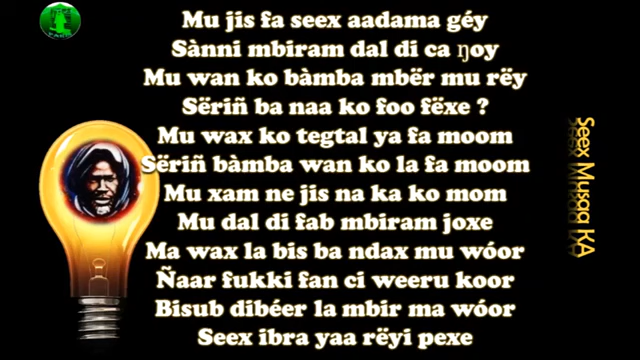 Mu jis fa seex aadama géy
Sànni mbiram dal di ca ŋoy
Mu wan ko bàmba mbër mu rëy
Sëriñ ba naa ko foo fëxe ?
Mu wax ko tegtal ya fa moom
Sëriñ bàmba wan ko la fa moom
Mu xam ne jis na ka ko mom
Mu dal di fab mbiram joxe
Ma wax la bis ba ndax mu wóor
Ñaar fukki fan ci weeru koor
Bisub dibéer la mbir ma wóor
Seex ibra yaa rëyi pexe
Seex Musaa KA